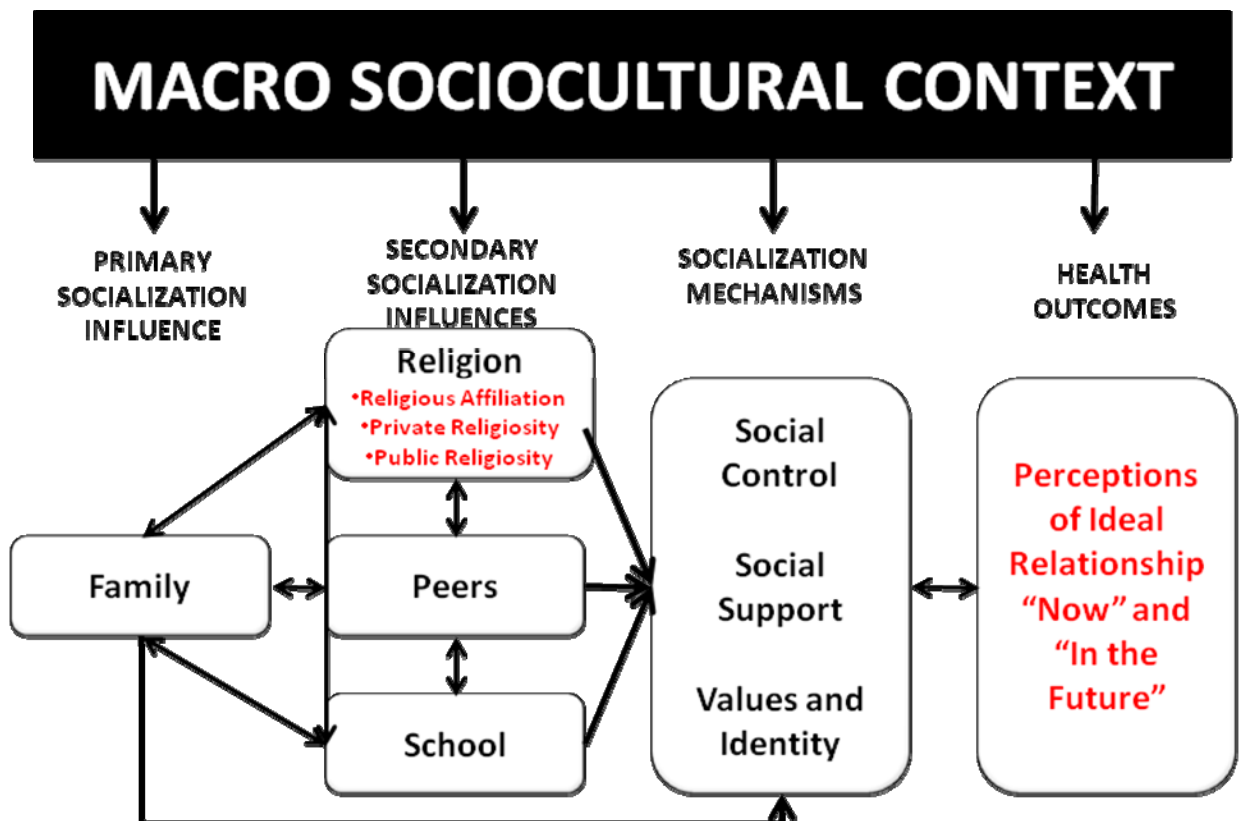 MACRO SOCIOCULTURAL CONTEXT
PRIMARY
SOCIALIZATION
INFLUENCE
SECONDARY
SOCIALIZATION
INFLUENCES
SOCIALIZATION
MECHANISMS
HEALTH
OUTCOMES
Family
Religion
•Religious Affiliation
•Private Religiosity
•Public Religiosity
Peers
School
Social
Control
Social
Support
Values and
Identity
Perceptions
of Ideal
Relationship
“Now” and
“In the
Future”